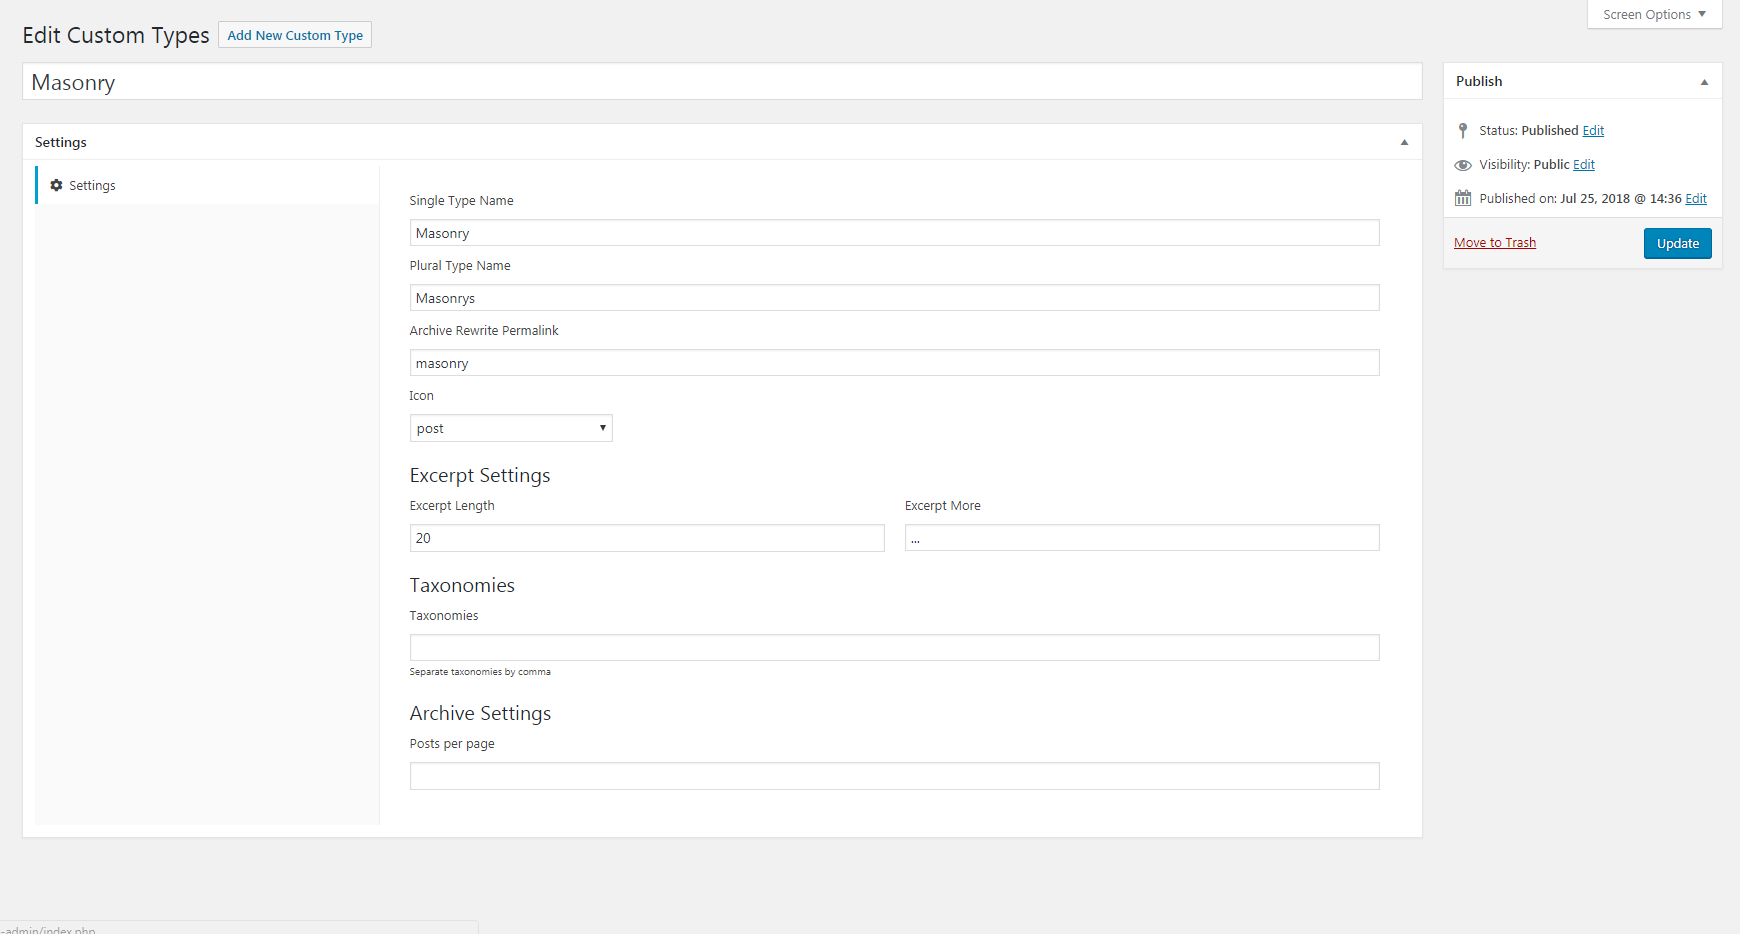 Screen Options
Edit Custom Types
Add New Custom Type
Masonry
Settings
Settings
Single Type Name
Masonry
Plural Type Name
Masonrys
Archive Rewrite Permalink
masonry
Icon
post
Excerpt Settings
Excerpt Length
Excerpt More
20
...
Taxonomies
Taxonomies
Separate taxonomies by comma
Archive Settings
Posts per page
Publish
Status: Published Edit
Visibility: Public Edit
Published on: Jul 25, 2018 @ 14:36 Edit
Move to Trash
Update
-admin/index.php